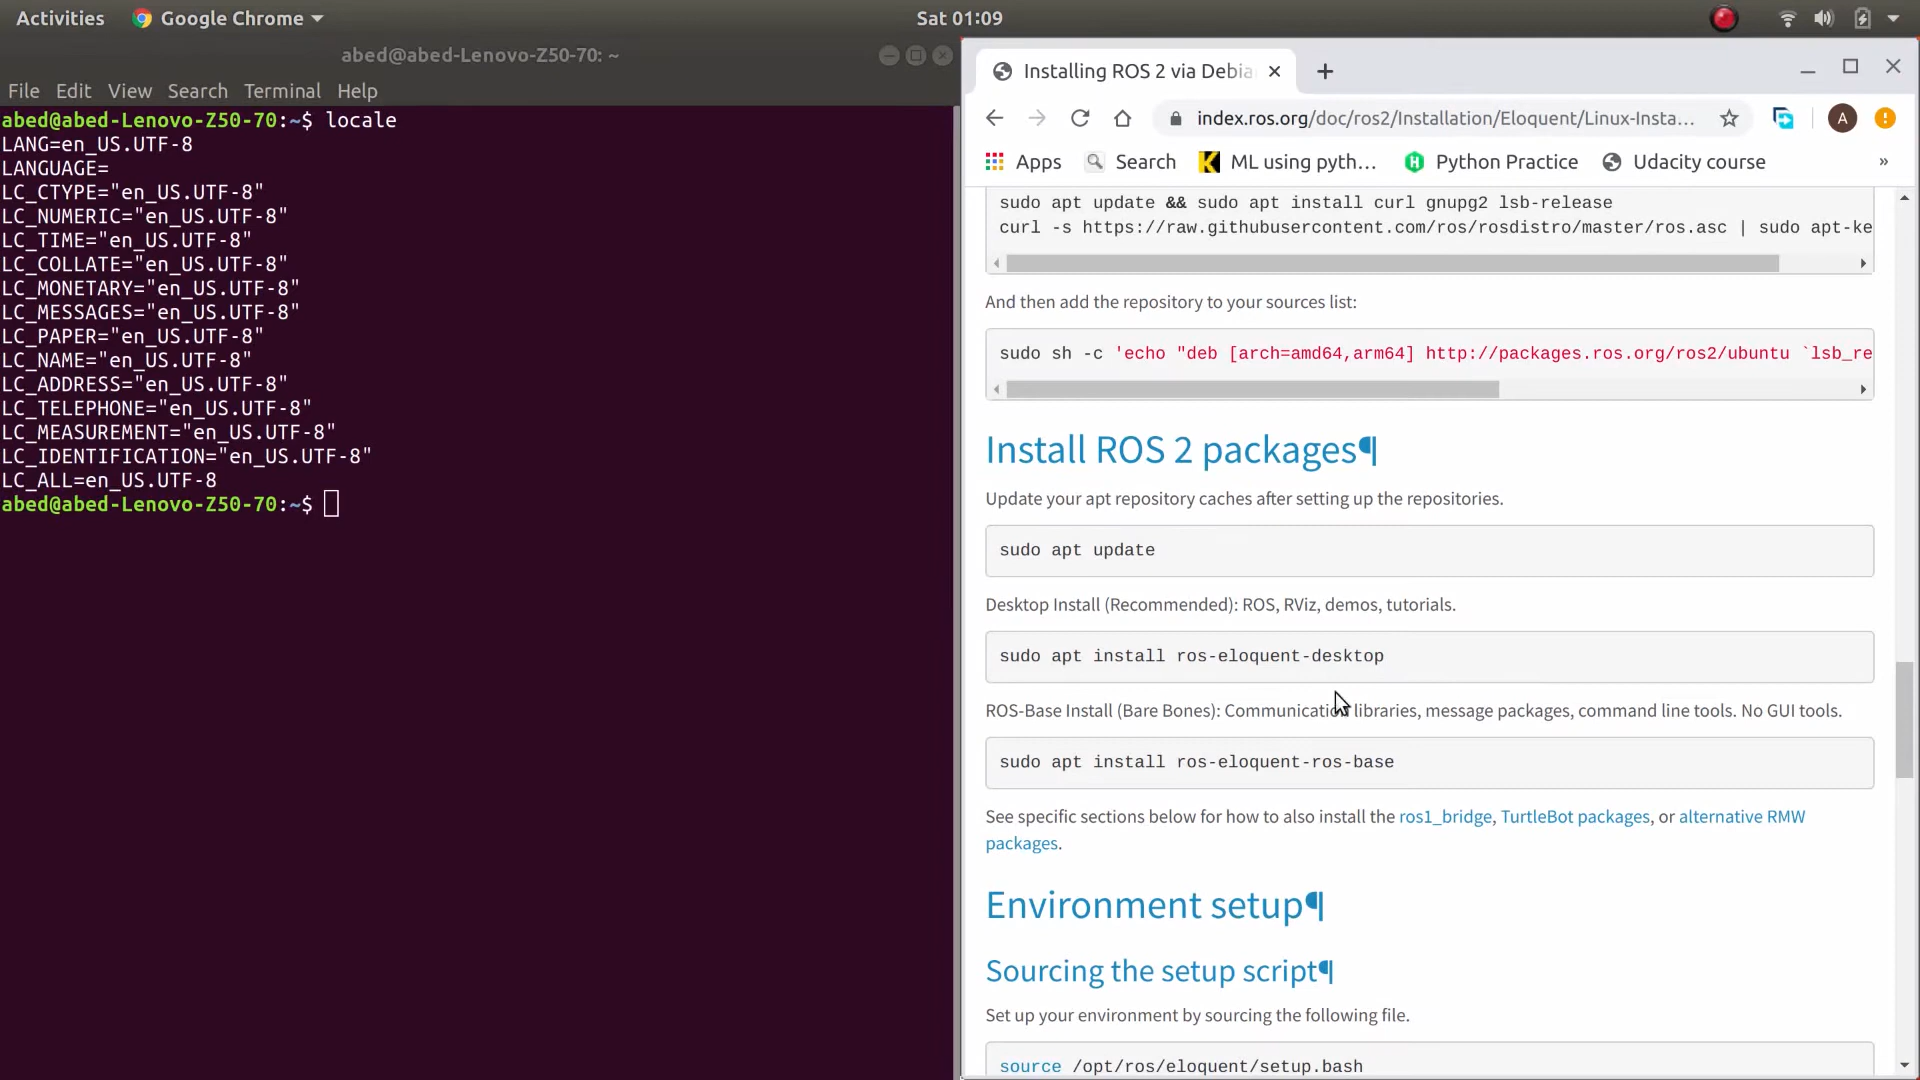 Activities Google Chrome Sat 01:09
abed@abed-Lenovo-Z50-70: ~
File Edit View Search Terminal Help
abed@abed-Lenovo-Z50-70:~$ locale
LANG=en_US.UTF-8
LANGUAGE=
LC_CTYPE="en_US.UTF-8"
LC_NUMERIC="en_US.UTF-8"
LC_TIME="en_US.UTF-8"
LC_COLLATE="en_US.UTF-8"
LC_MONETARY="en_US.UTF-8"
LC_MESSAGES="en_US.UTF-8"
LC_PAPER="en_US.UTF-8"
LC_NAME="en_US.UTF-8"
LC_ADDRESS="en_US.UTF-8"
LC_TELEPHONE="en_US.UTF-8"
LC_MEASUREMENT="en_US.UTF-8"
LC_IDENTIFICATION="en_US.UTF-8"
LC_ALL=en_US.UTF-8
abed@abed-Lenovo-Z50-70:~$
Installing ROS 2 via Debia
index.ros.org/doc/ros2/Installation/Eloquent/Linux-Insta... A
Apps Search ML using pyth... Python Practice Udacity course »
sudo apt update && sudo apt install curl gnupg2 lsb-release
curl -s https://raw.githubusercontent.com/ros/rosdistro/master/ros.asc | sudo apt-ke
And then add the repository to your sources list:
sudo sh -c 'echo "deb [arch=amd64,arm64] http://packages.ros.org/ros2/ubuntu `lsb_re
Install ROS 2 packages¶
Update your apt repository caches after setting up the repositories.
sudo apt update
Desktop Install (Recommended): ROS, RViz, demos, tutorials.
sudo apt install ros-eloquent-desktop
ROS-Base Install (Bare Bones): Communication libraries, message packages, command line tools. No GUI tools.
sudo apt install ros-eloquent-ros-base
See specific sections below for how to also install the ros1_bridge, TurtleBot packages, or alternative RMW
packages.
Environment setup¶
Sourcing the setup script¶
Set up your environment by sourcing the following file.
source /opt/ros/eloquent/setup.bash